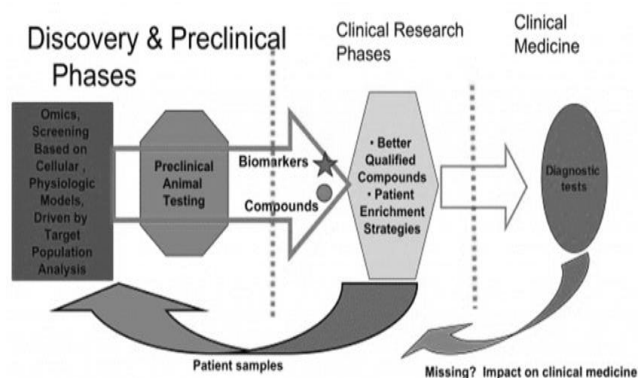 Discovery & Preclinical
Phases
Clinical Research
Phases
Clinical
Medicine
Omics,
Screening
Based on
Cellular ,
Physiologic
Models,
Driven by
Target
Population
Analysis
Preclinical
Animal
Testing
Biomarkers
Compounds
• Better
Qualified
Compounds
• Patient
Enrichment
Strategies
Diagnostic
tests
Patient samples
Missing? Impact on clinical medicine